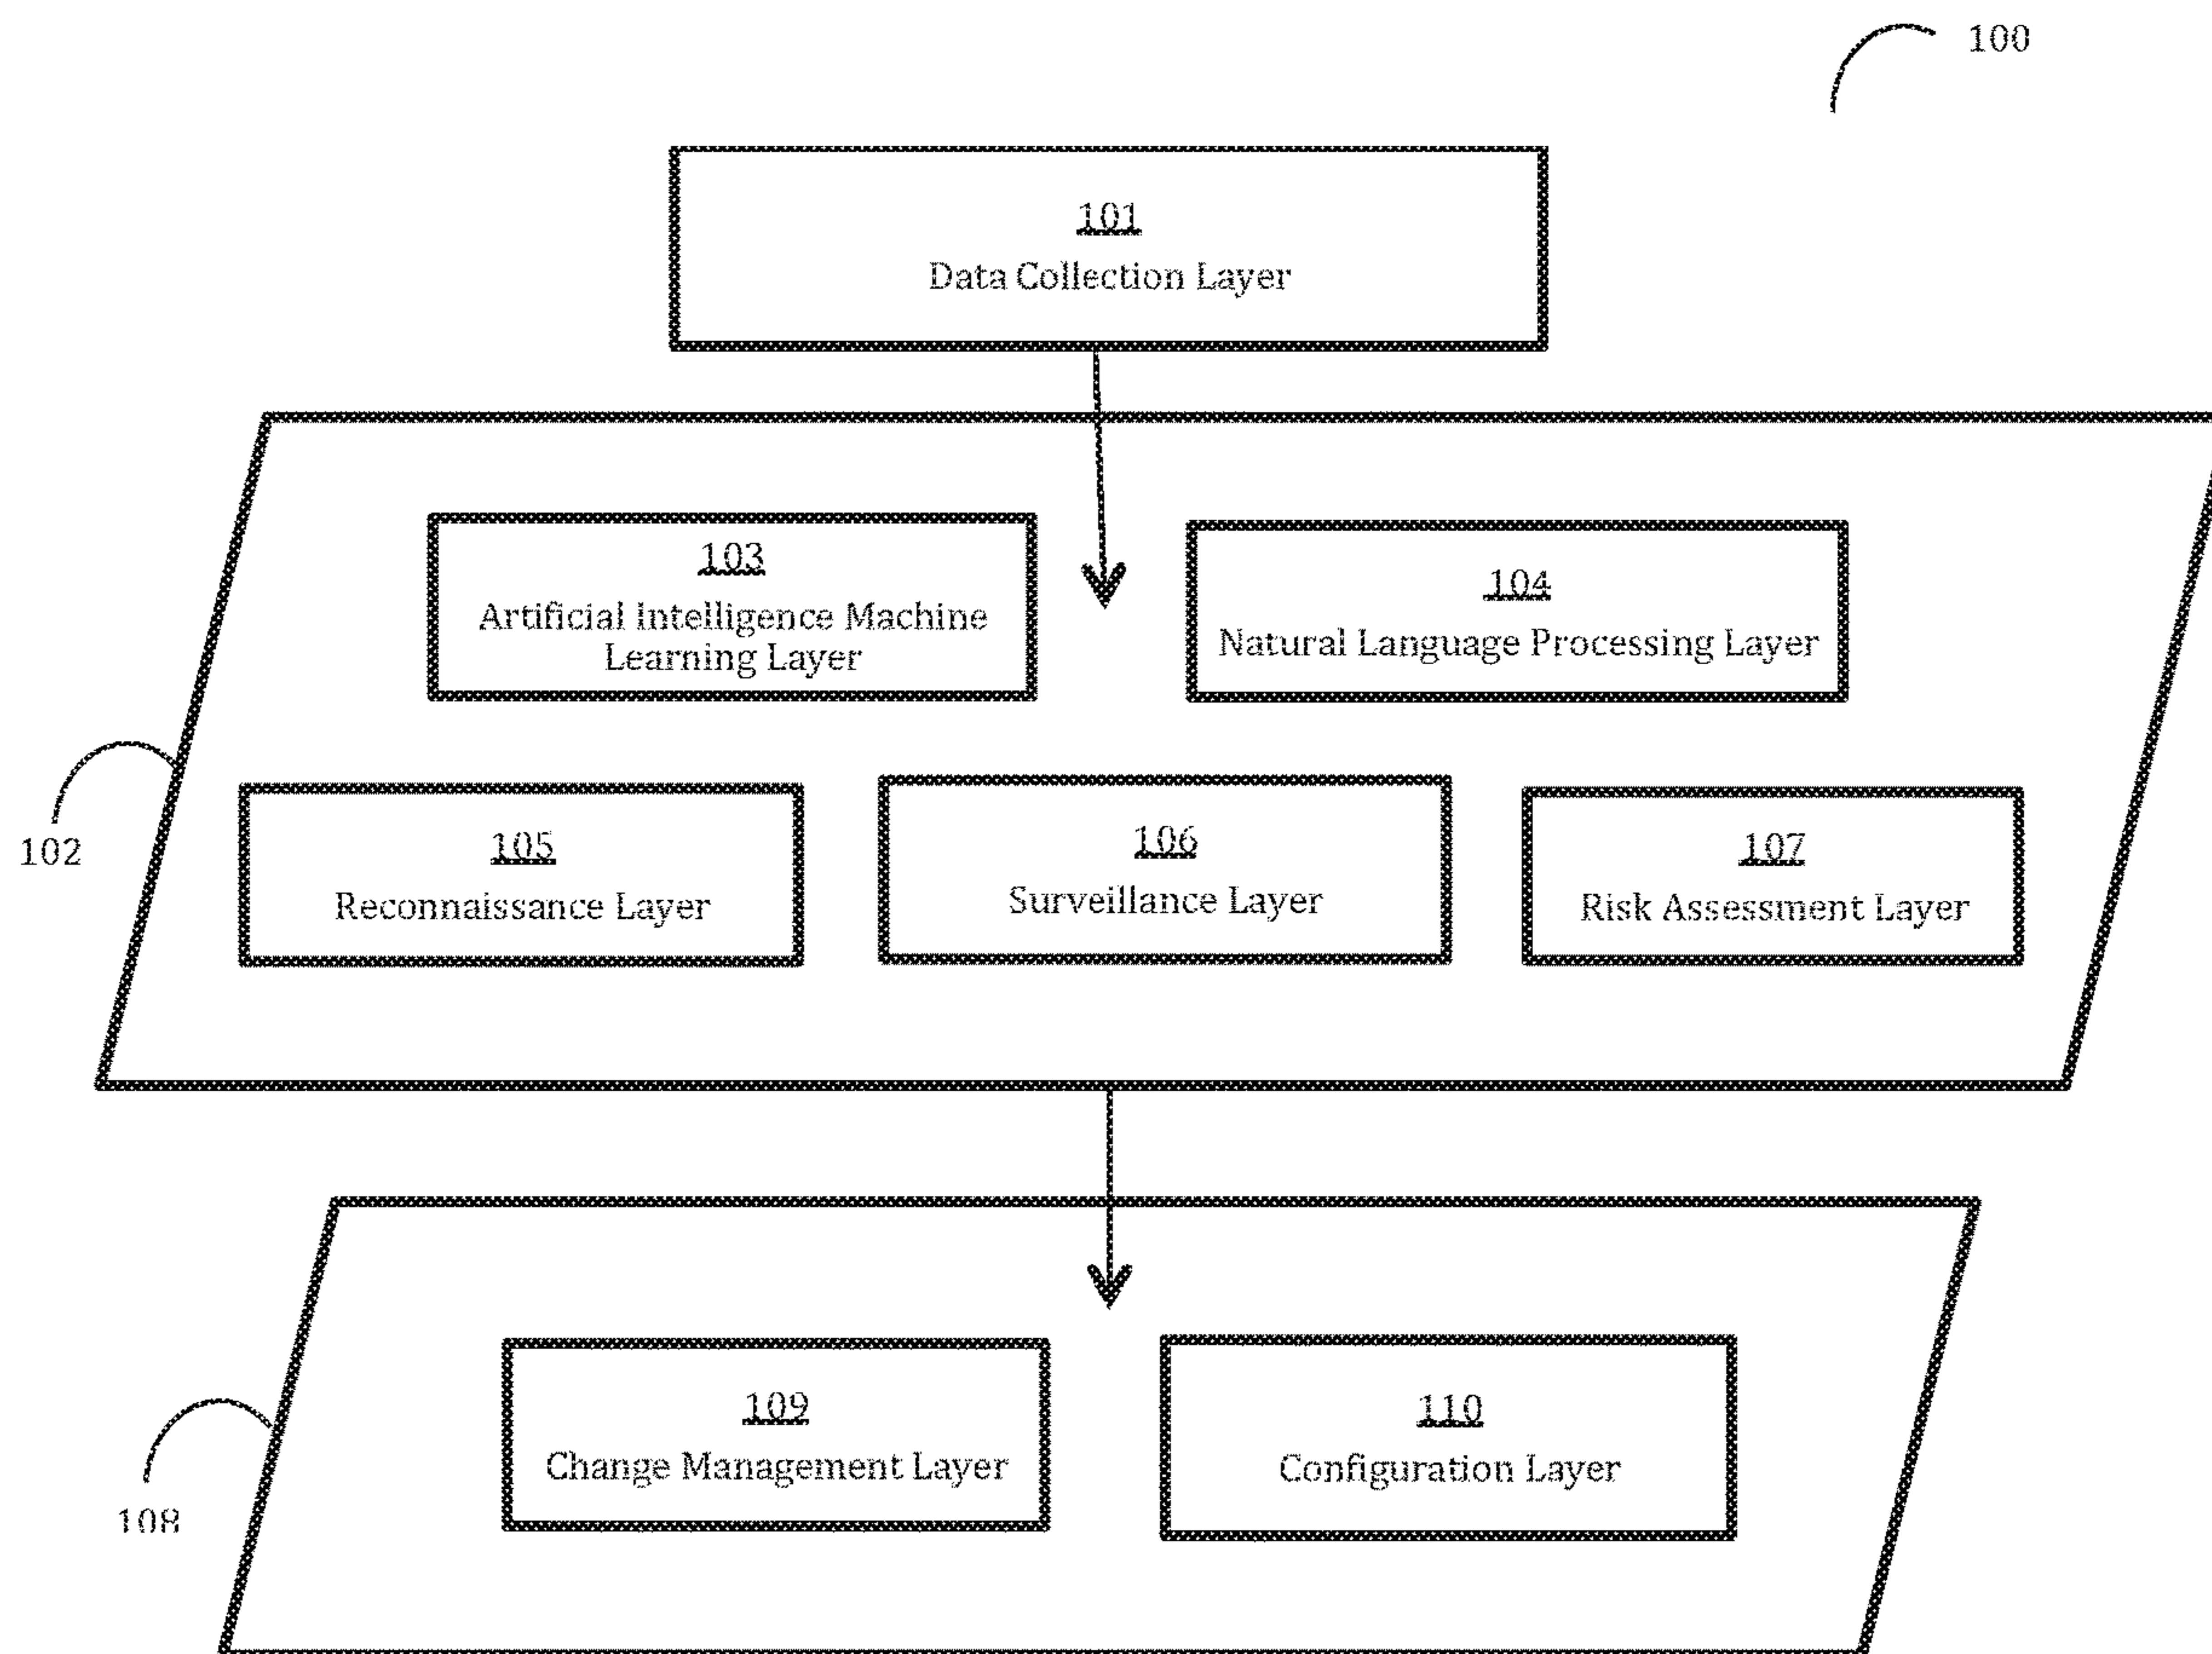 100
101
Data Collection Layer
103
Artificial Intelligence Machine
Learning Layer
104
Natural Language Processing Layer
102
105
Reconnaissance Layer
106
Surveillance Layer
107
Risk Assessment Layer
108
109
Change Management Layer
110
Configuration Layer